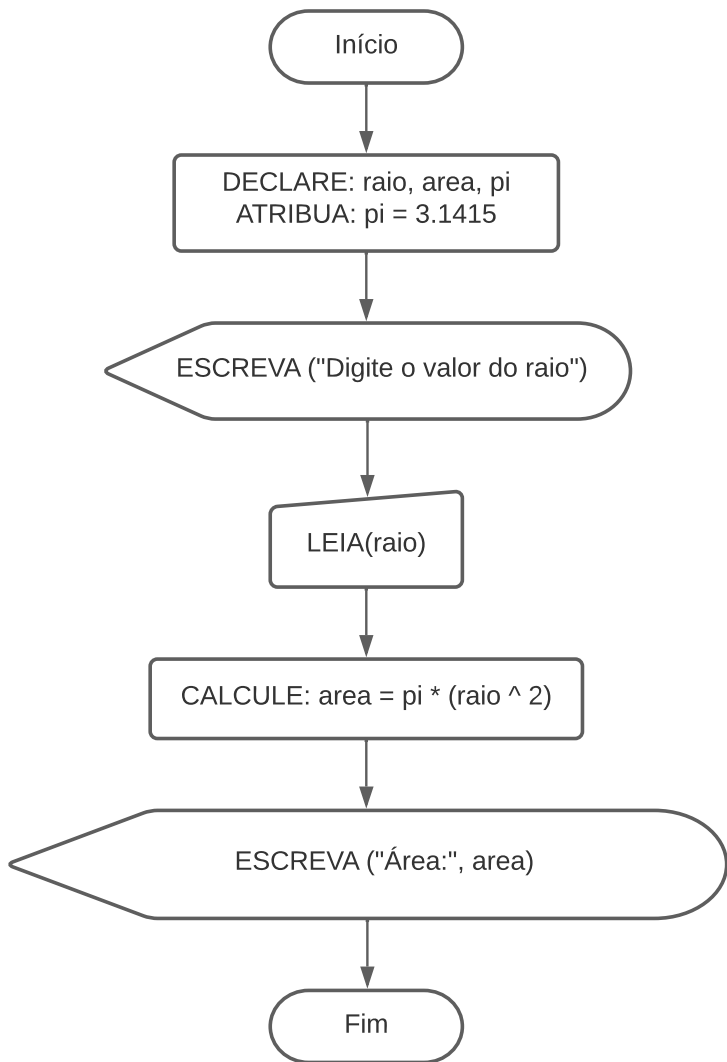 Início
DECLARE: raio, area, pi
ATRIBUA: pi = 3.1415
ESCREVA ("Digite o valor do raio")
LEIA(raio)
CALCULE: area = pi * (raio ^ 2)
ESCREVA ("Área:", area)
Fim